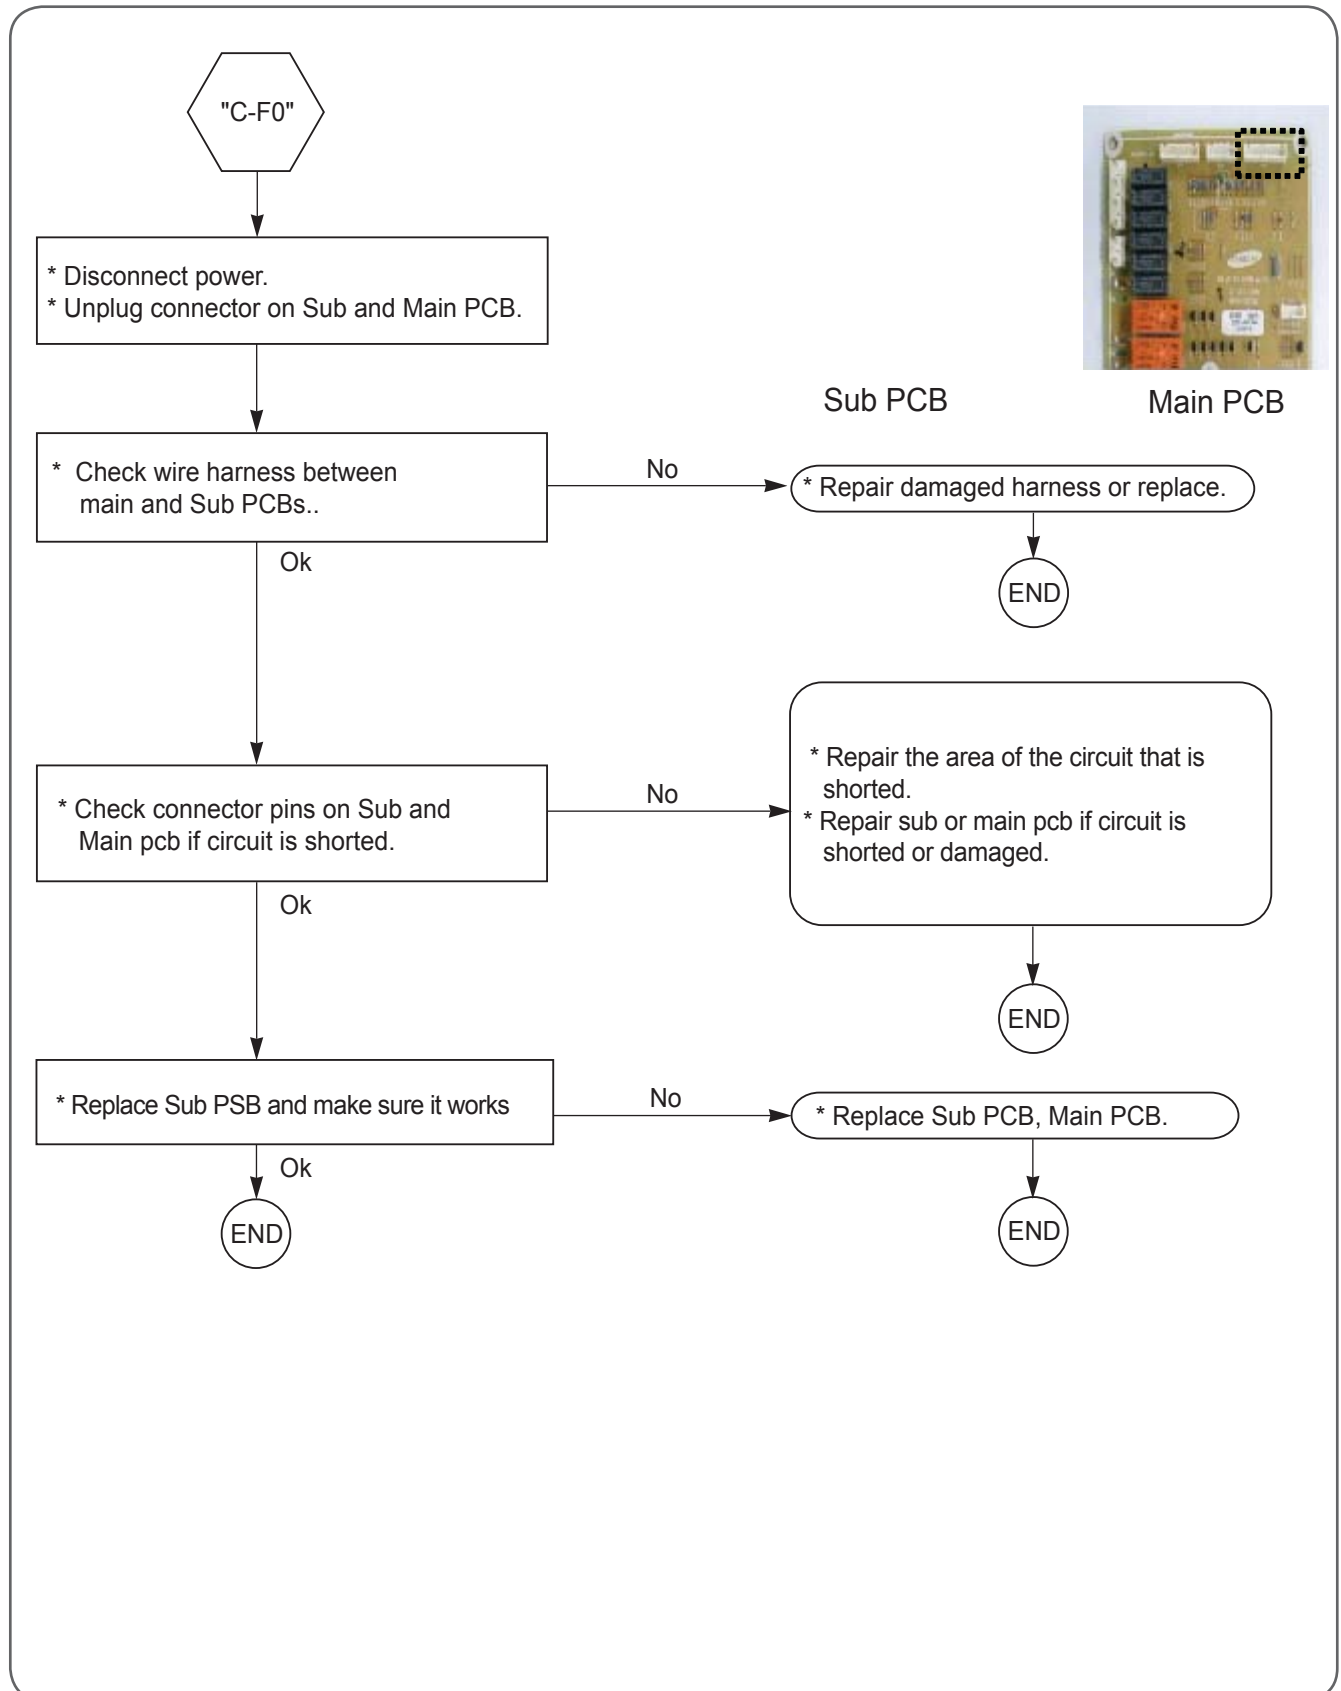 "C-F0"
* Disconnect power.
* Unplug connector on Sub and Main PCB.
Sub PCB
Main PCB
* Check wire harness between
main and Sub PCBs..
No
* Repair damaged harness or replace.
Ok
END
* Check connector pins on Sub and
Main pcb if circuit is shorted.
No
* Repair the area of the circuit that is
shorted.
* Repair sub or main pcb if circuit is
shorted or damaged.
Ok
END
* Replace Sub PSB and make sure it works
No
* Replace Sub PCB, Main PCB.
Ok
END
END